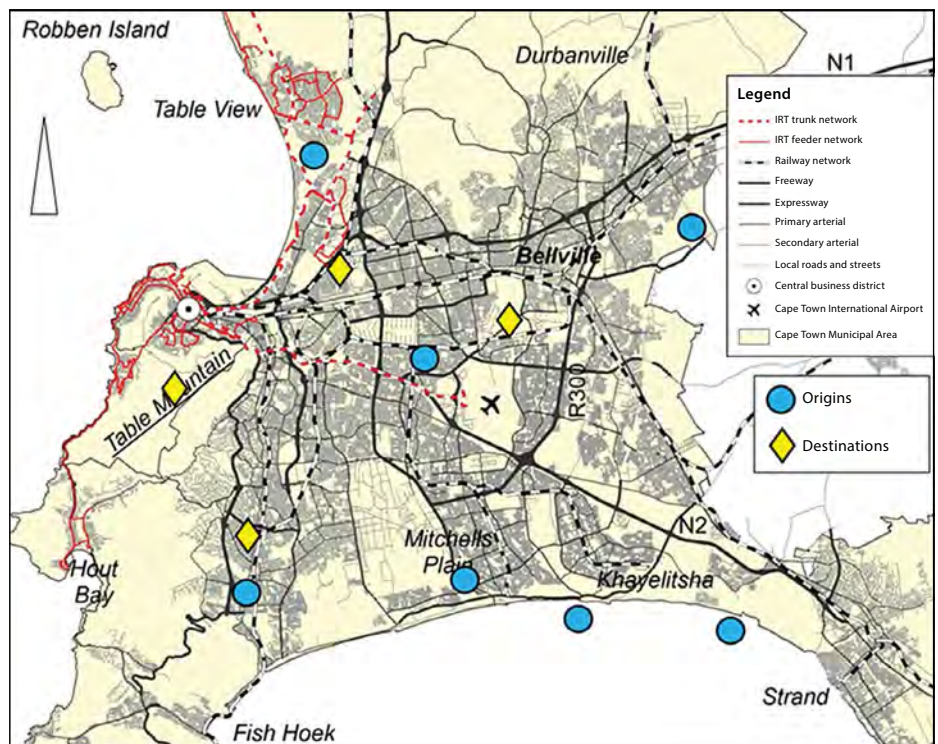 Robben Island
Durbanville
N1
Table View
Legend
IRT trunk network
IRT feeder network
Railway network
Freeway
Expressway
Primary arterial
Secondary arterial
Local roads and streets
Central business district
Cape Town International Airport
Cape Town Municipal Area
Bellville
Table Mountain
R300
Origins
Destinations
N2
Mitchells
Plain
Khayelitsha
Hout
Bay
Strand
Fish Hoek